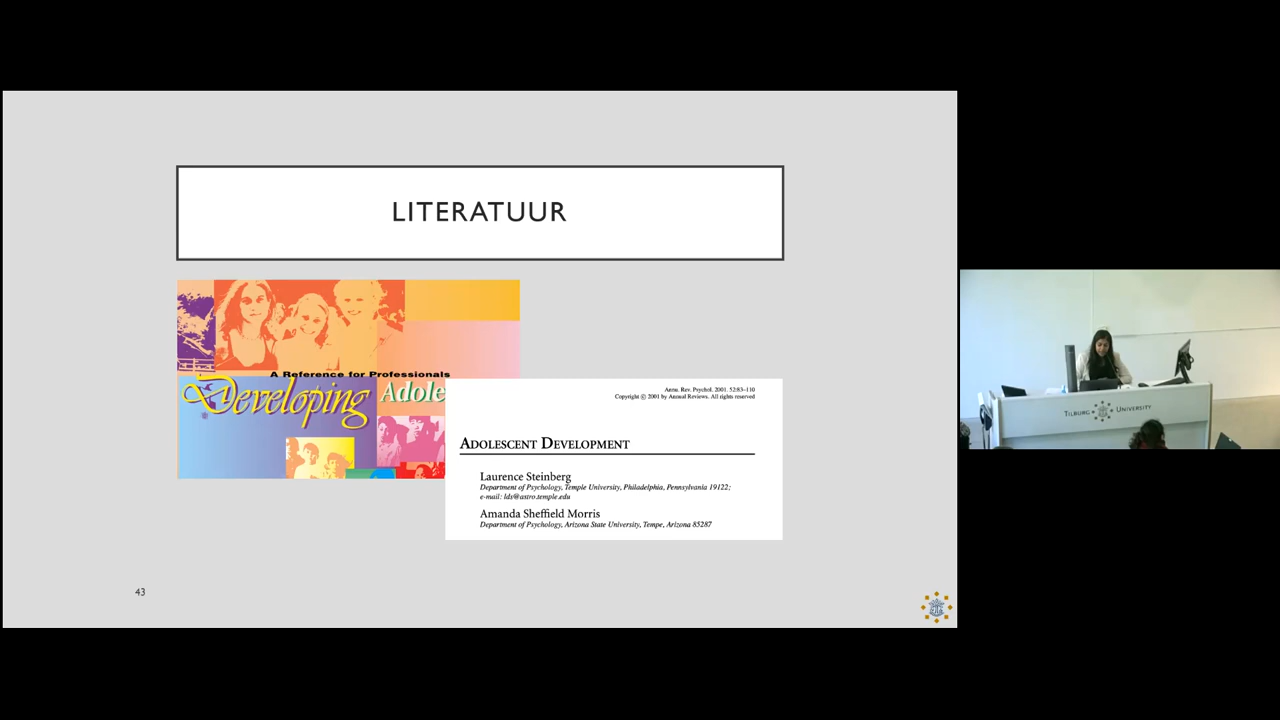 LITERATUUR
A Reference for Professionals
Developing Adole
Annu. Rev. Psychol. 2001. 52:83–110
Copyright © 2001 by Annual Reviews. All rights reserved
ADOLESCENT DEVELOPMENT
Laurence Steinberg
Department of Psychology, Temple University, Philadelphia, Pennsylvania 19122;
e-mail: lds@astro.temple.edu
Amanda Sheffield Morris
Department of Psychology, Arizona State University, Tempe, Arizona 85287
43
TILBURG UNIVERSITY